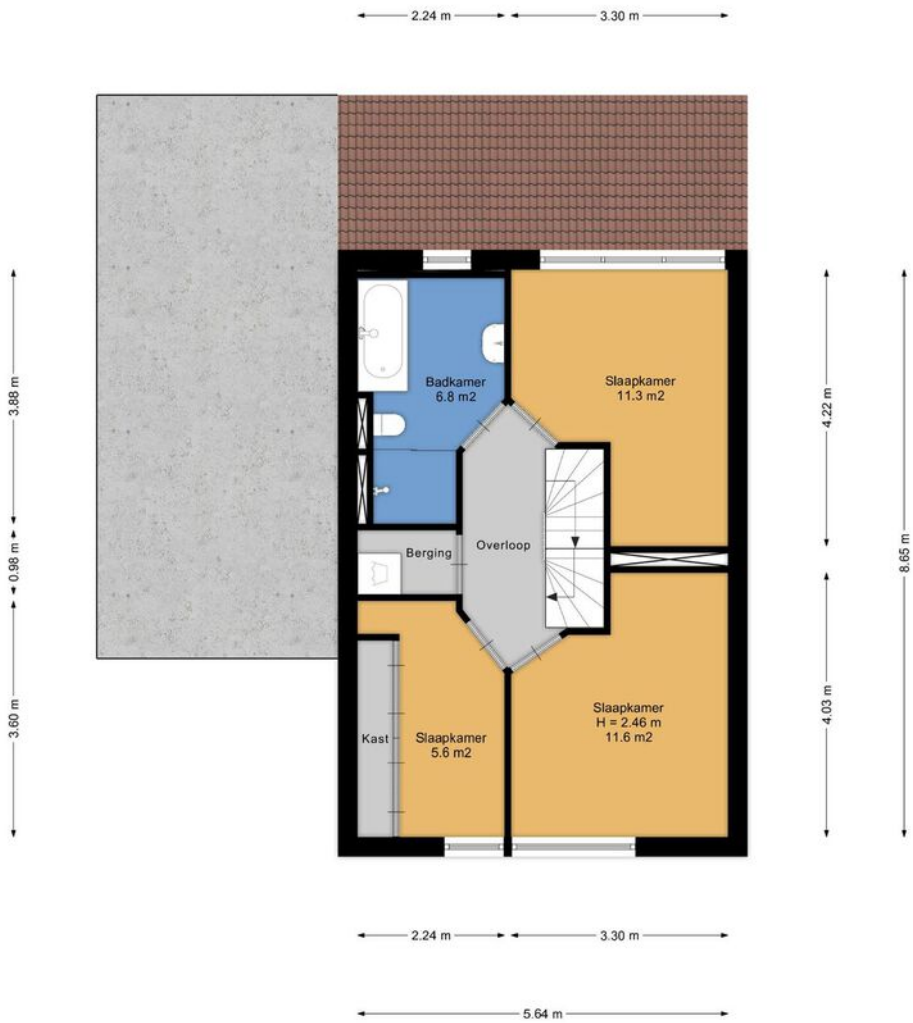 2.24 m
3.30 m
3.88 m
0.98 m
3.60 m
Badkamer
6.8 m2
Slaapkamer
11.3 m2
Berging
Overloop
Kast
Slaapkamer
5.6 m2
Slaapkamer
H = 2.46 m
11.6 m2
4.22 m
4.03 m
8.65 m
2.24 m
3.30 m
5.64 m